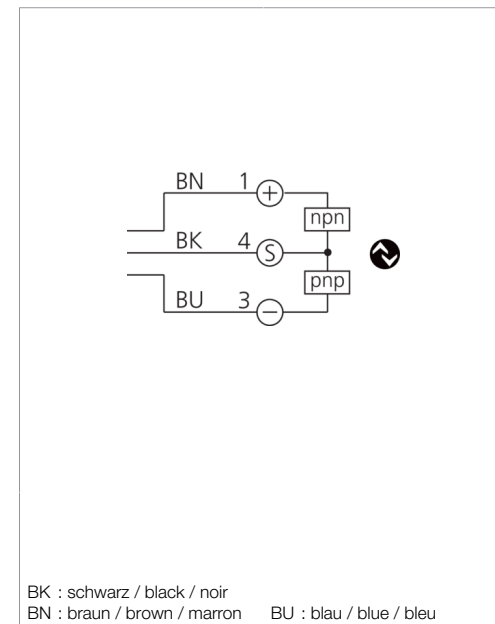 BN 1 +
npn
BK 4 S
pnp
BU 3 −
BK : schwarz / black / noir
BN : braun / brown / marron BU : blau / blue / bleu